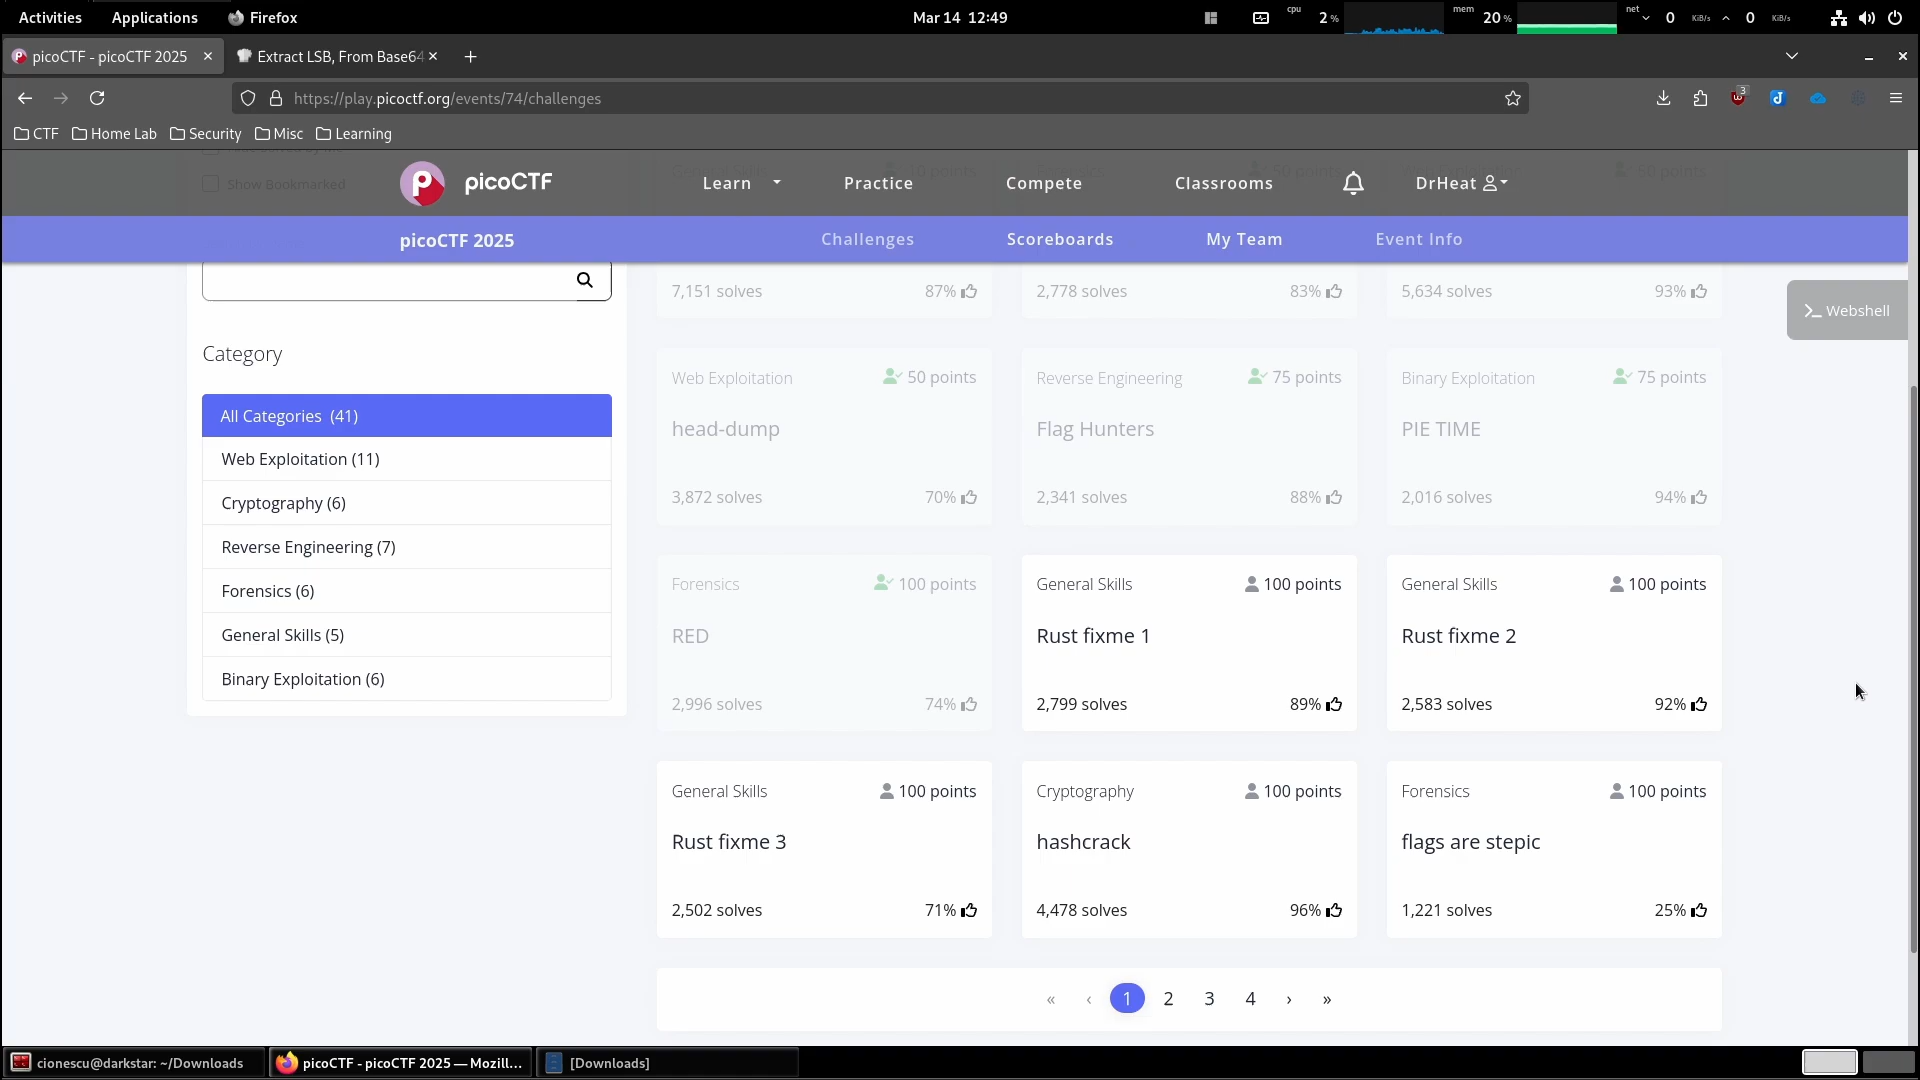 Activities Applications Firefox Mar 14 12:49 cpu 2 % mem 20 % net 0 KiB/s 0 KiB/s
picoCTF - picoCTF 2025 Extract LSB, From Base64
https://play.picoctf.org/events/74/challenges 3
CTF Home Lab Security Misc Learning
Show Bookmarked
picoCTF Learn Practice Compete Classrooms DrHeat
picoCTF 2025 Challenges Scoreboards My Team Event Info
7,151 solves 87% 2,778 solves 83% 5,634 solves 93%
Webshell
Category
All Categories (41)
Web Exploitation (11)
Cryptography (6)
Reverse Engineering (7)
Forensics (6)
General Skills (5)
Binary Exploitation (6)
Web Exploitation 50 points Reverse Engineering 75 points Binary Exploitation 75 points
head-dump Flag Hunters PIE TIME
3,872 solves 70% 2,341 solves 88% 2,016 solves 94%
Forensics 100 points General Skills 100 points General Skills 100 points
RED Rust fixme 1 Rust fixme 2
2,996 solves 74% 2,799 solves 89% 2,583 solves 92%
General Skills 100 points Cryptography 100 points Forensics 100 points
Rust fixme 3 hashcrack flags are stepic
2,502 solves 71% 4,478 solves 96% 1,221 solves 25%
« ‹ 1 2 3 4 › »
cionescu@darkstar: ~/Downloads picoCTF - picoCTF 2025 — Mozill... [Downloads]